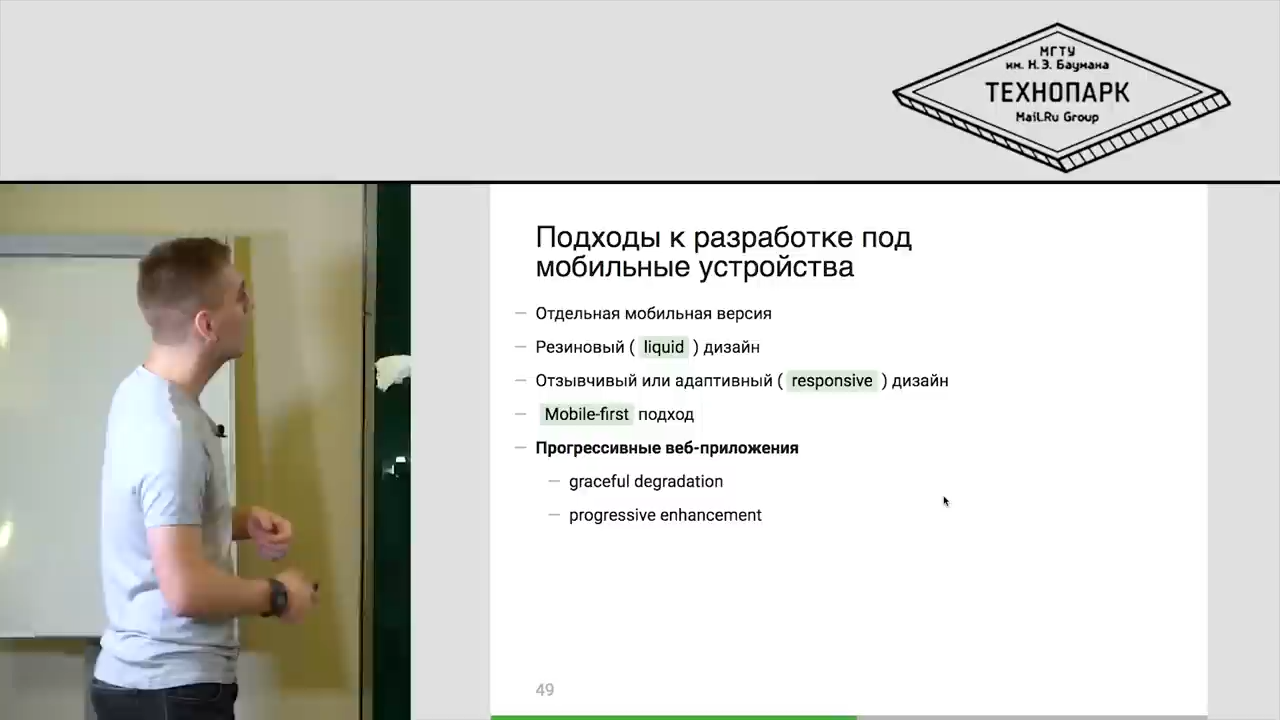 МГТУ
им. Н.Э. Баумана
ТЕХНОПАРК
Mail.Ru Group
Подходы к разработке под
мобильные устройства
— Отдельная мобильная версия
— Резиновый ( liquid ) дизайн
— Отзывчивый или адаптивный ( responsive ) дизайн
— Mobile-first подход
— Прогрессивные веб-приложения
— graceful degradation
— progressive enhancement
49